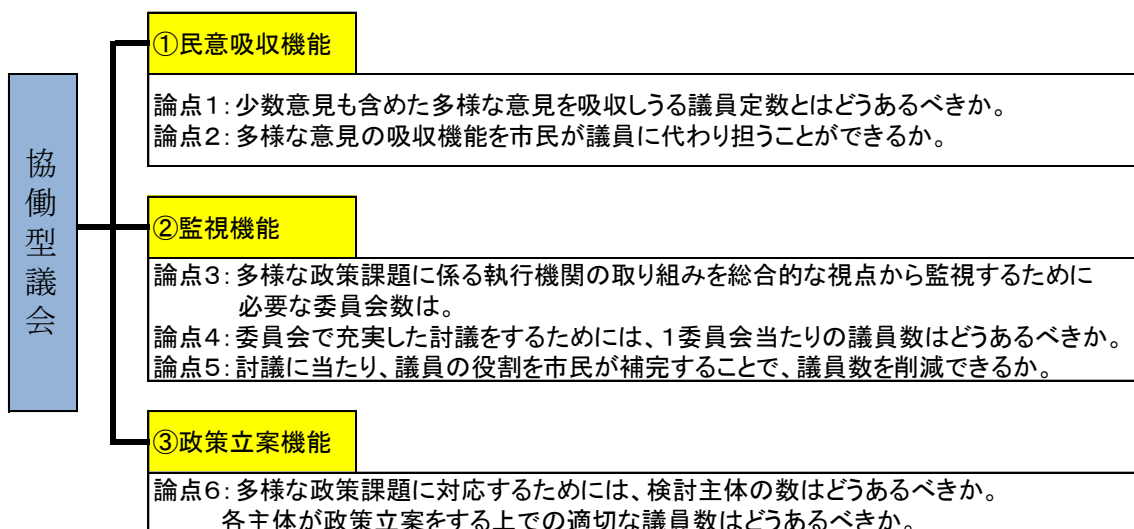 協働型議会
①民意吸収機能
論点1：少数意見も含めた多様な意見を吸収しうる議員定数とはどうあるべきか。
論点2：多様な意見の吸収機能を市民が議員に代わり担うことができるか。
②監視機能
論点3：多様な政策課題に係る執行機関の取り組みを総合的な視点から監視するために
必要な委員会数は。
論点4：委員会で充実した討議をするためには、1委員会当たりの議員数はどうあるべきか。
論点5：討議に当たり、議員の役割を市民が補完することで、議員数を削減できるか。
③政策立案機能
論点6：多様な政策課題に対応するためには、検討主体の数はどうあるべきか。
各主体が政策立案をする上での適切な議員数はどうあるべきか。